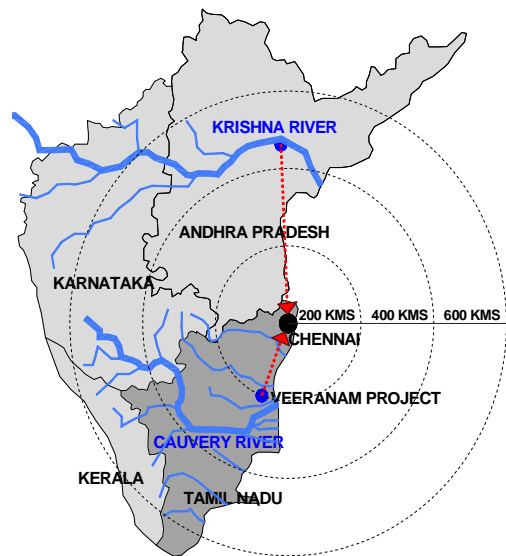 KRISHNA RIVER
ANDHRA PRADESH
KARNATAKA
200 KMS
400 KMS
600 KMS
CHENNAI
VEERANAM PROJECT
CAUVERY RIVER
KERALA
TAMIL NADU